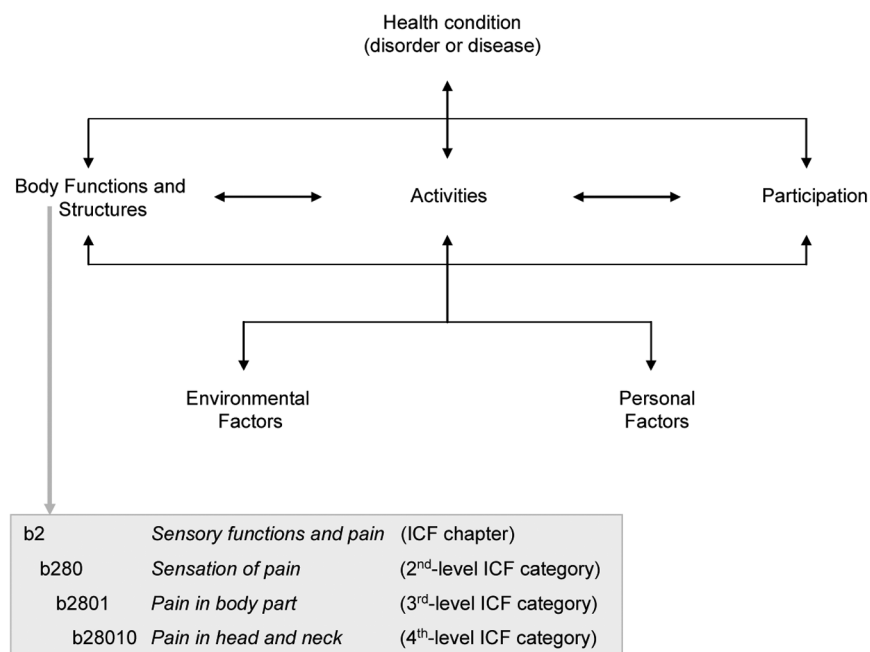 Health condition
(disorder or disease)
Body Functions and
Structures
Activities
Participation
Environmental
Factors
Personal
Factors
b2 Sensory functions and pain (ICF chapter)
b280 Sensation of pain (2nd-level ICF category)
b2801 Pain in body part (3rd-level ICF category)
b28010 Pain in head and neck (4th-level ICF category)